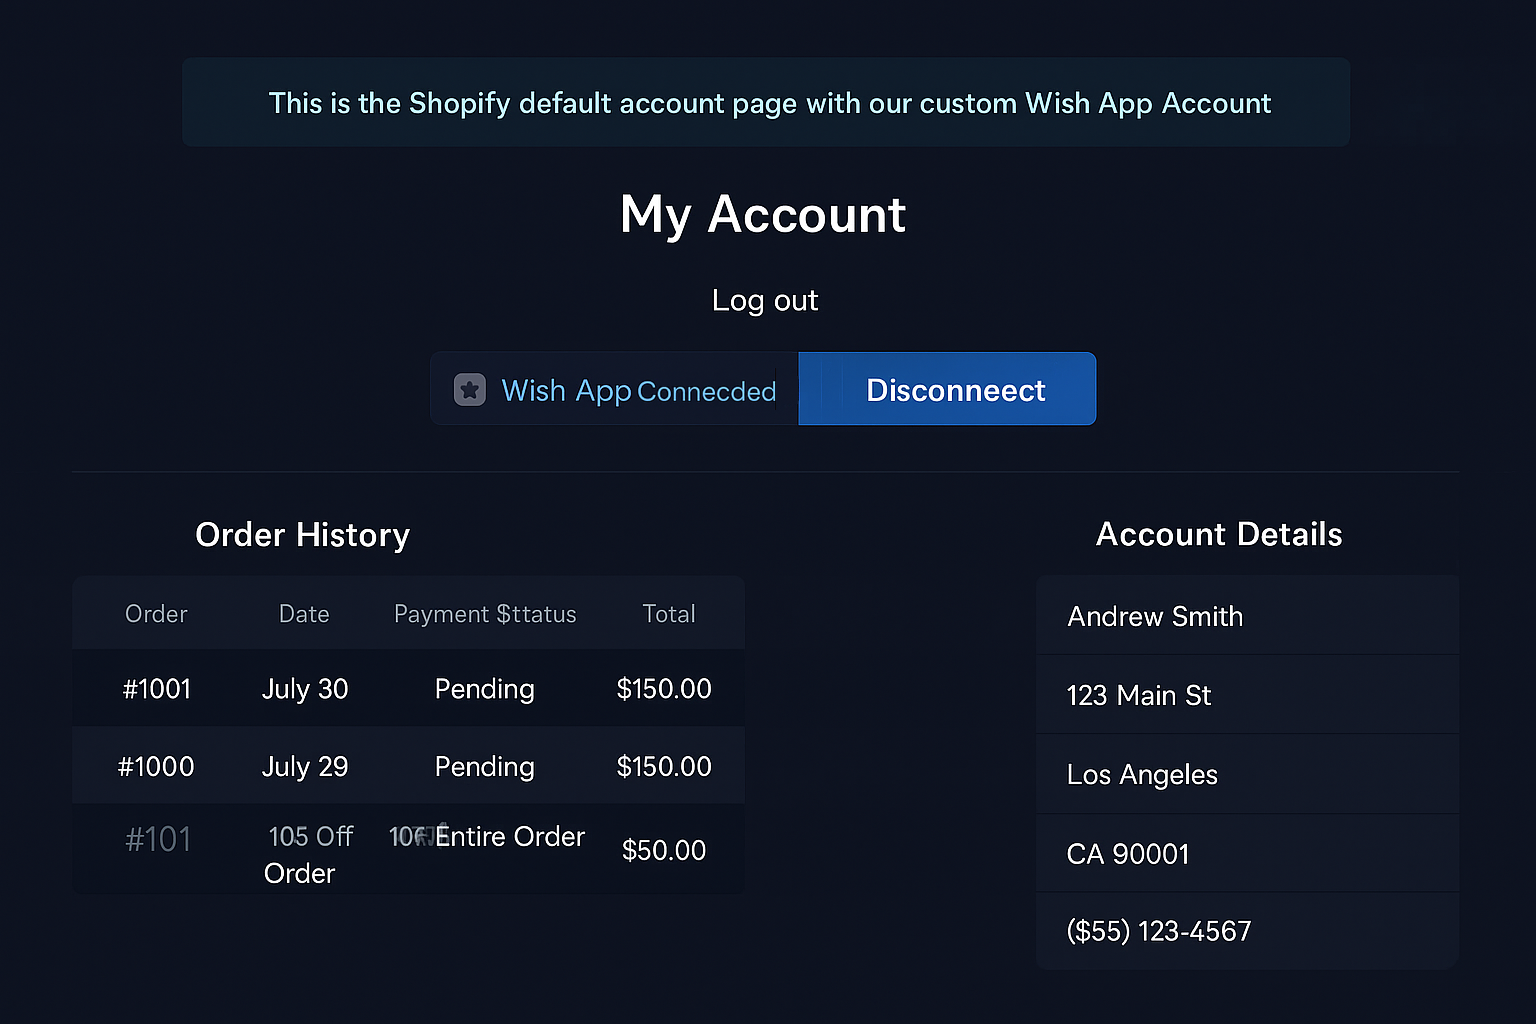 This is the Shopify default account page with our custom Wish App Account
My Account
Log out
Wish App Connecded
Disconneect
Order History
Order Date Payment $ttatus Total
#1001 July 30 Pending $150.00
#1000 July 29 Pending $150.00
#101 105 Off Entire Order $50.00
Order
Account Details
Andrew Smith
123 Main St
Los Angeles
CA 90001
($55) 123-4567